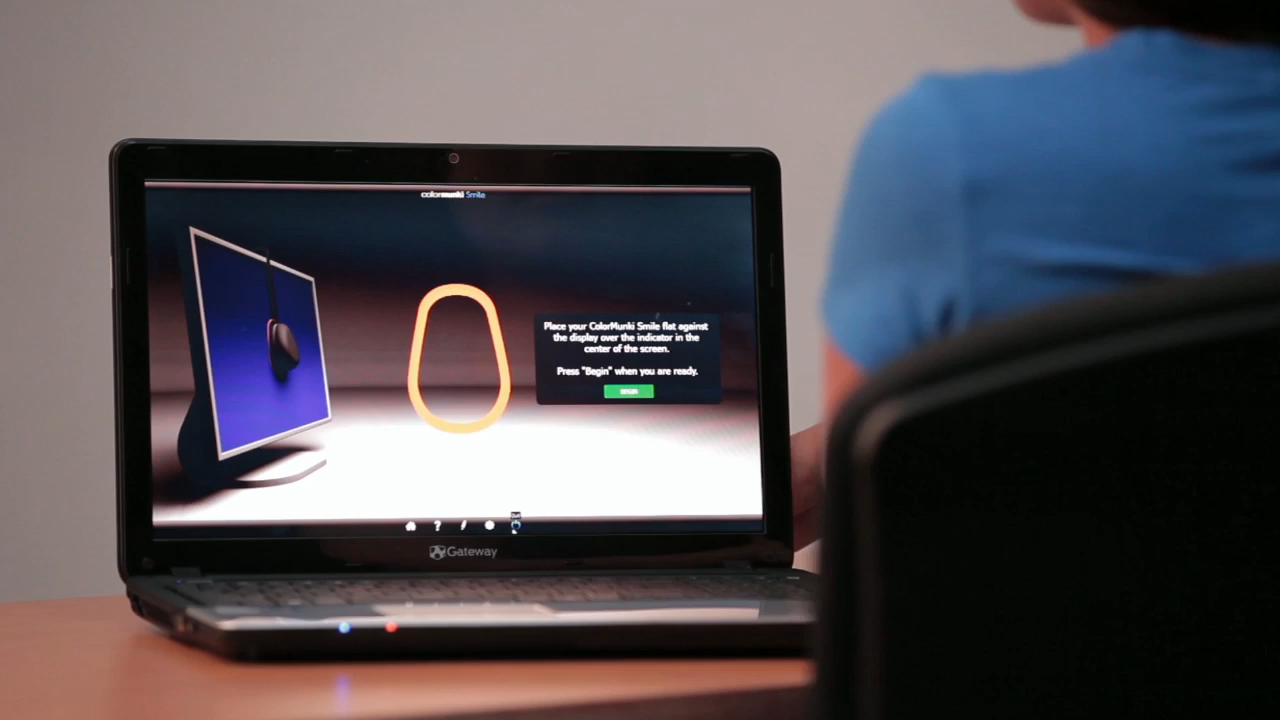 colormunki Smile
Place your ColorMunki Smile flat against
the display over the indicator in the
center of the screen.
Press "Begin" when you are ready.
BEGIN
?
Gateway